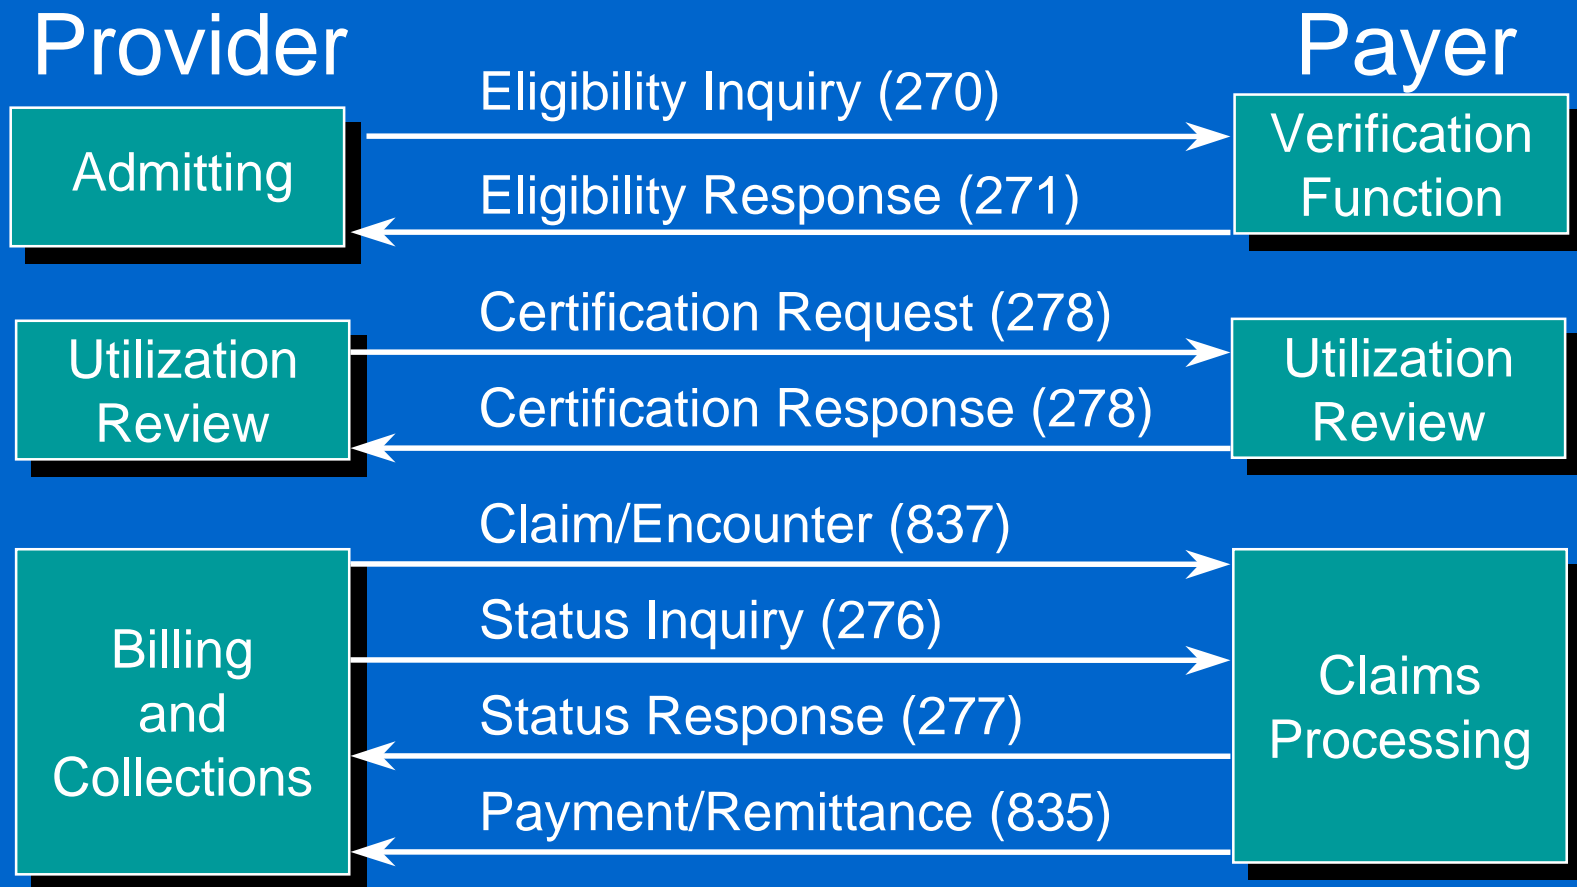 Provider
Payer
Eligibility Inquiry (270)
Admitting
Verification
Function
Eligibility Response (271)
Certification Request (278)
Utilization
Review
Utilization
Review
Certification Response (278)
Claim/Encounter (837)
Status Inquiry (276)
Billing
and
Collections
Claims
Processing
Status Response (277)
Payment/Remittance (835)